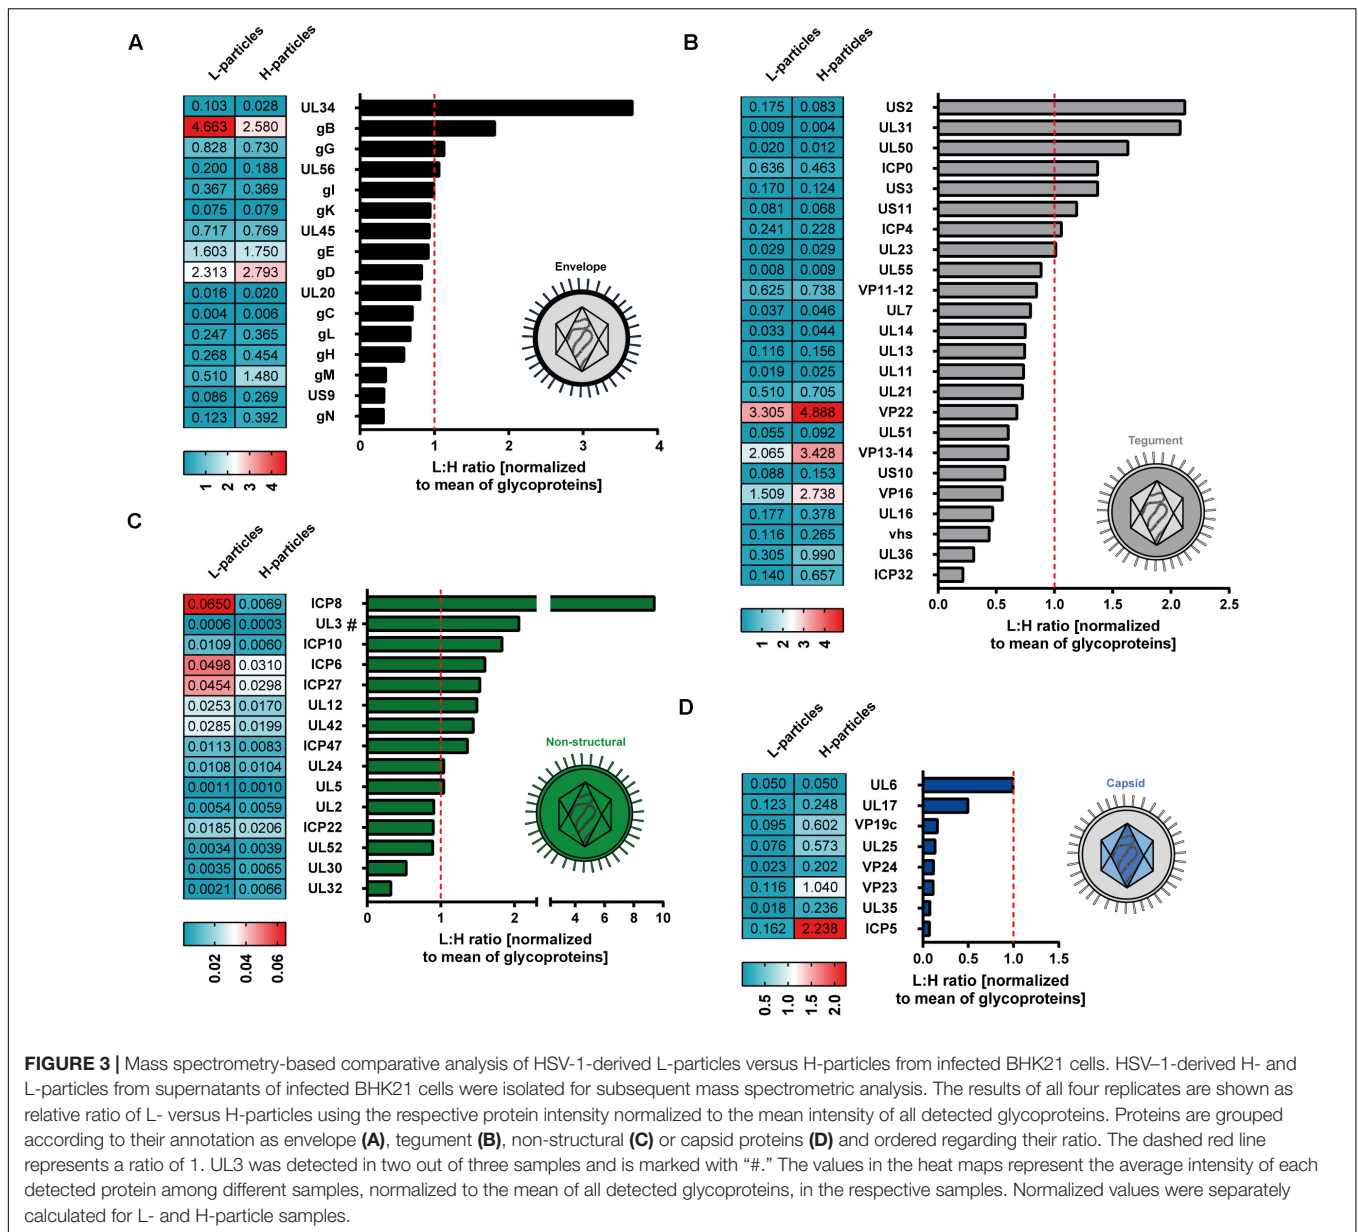 A
L-particles H-particles
0.103 0.028 UL34
4.663 2.580 gB
0.828 0.730 gG
0.200 0.188 UL56
0.367 0.369 gI
0.075 0.079 gK
0.717 0.769 UL45
1.603 1.750 gE
2.313 2.793 gD
0.016 0.020 UL20
0.004 0.006 gC
0.247 0.365 gL
0.268 0.454 gH
0.510 1.480 gM
0.086 0.269 US9
0.123 0.392 gN
0 1 2 3 4
L:H ratio [normalized
to mean of glycoproteins]
1 2 3 4
Envelope
B
L-particles H-particles
0.175 0.083 US2
0.009 0.004 UL31
0.020 0.012 UL50
0.636 0.463 ICP0
0.170 0.124 US3
0.081 0.068 US11
0.241 0.228 ICP4
0.029 0.029 UL23
0.008 0.009 UL55
0.625 0.738 VP11-12
0.037 0.046 UL7
0.033 0.044 UL14
0.116 0.156 UL13
0.019 0.025 UL11
0.510 0.705 UL21
3.305 4.888 VP22
0.055 0.092 UL51
2.065 3.428 VP13-14
0.088 0.153 US10
1.509 2.738 VP16
0.177 0.378 UL16
0.116 0.265 vhs
0.305 0.990 UL36
0.140 0.657 ICP32
0.0 0.5 1.0 1.5 2.0 2.5
L:H ratio [normalized
to mean of glycoproteins]
1 2 3 4
Tegument
C
L-particles H-particles
0.0650 0.0069 ICP8
0.0006 0.0003 UL3 #
0.0109 0.0060 ICP10
0.0498 0.0310 ICP6
0.0454 0.0298 ICP27
0.0253 0.0170 UL12
0.0285 0.0199 UL42
0.0113 0.0083 ICP47
0.0108 0.0104 UL24
0.0011 0.0010 UL5
0.0054 0.0059 UL2
0.0185 0.0206 ICP22
0.0034 0.0039 UL52
0.0035 0.0065 UL30
0.0021 0.0066 UL32
0 1 2 4 6 8 10
L:H ratio [normalized
to mean of glycoproteins]
0.02 0.04 0.06
Non-structural
D
L-particles H-particles
0.050 0.050 UL6
0.123 0.248 UL17
0.095 0.602 VP19c
0.076 0.573 UL25
0.023 0.202 VP24
0.116 1.040 VP23
0.018 0.236 UL35
0.162 2.238 ICP5
0.0 0.5 1.0 1.5
L:H ratio [normalized
to mean of glycoproteins]
0.5 1.0 1.5 2.0
Capsid
FIGURE 3 | Mass spectrometry-based comparative analysis of HSV-1-derived L-particles versus H-particles from infected BHK21 cells. HSV–1-derived H- and
L-particles from supernatants of infected BHK21 cells were isolated for subsequent mass spectrometric analysis. The results of all four replicates are shown as
relative ratio of L- versus H-particles using the respective protein intensity normalized to the mean intensity of all detected glycoproteins. Proteins are grouped
according to their annotation as envelope (A), tegument (B), non-structural (C) or capsid proteins (D) and ordered regarding their ratio. The dashed red line
represents a ratio of 1. UL3 was detected in two out of three samples and is marked with “#.” The values in the heat maps represent the average intensity of each
detected protein among different samples, normalized to the mean of all detected glycoproteins, in the respective samples. Normalized values were separately
calculated for L- and H-particle samples.